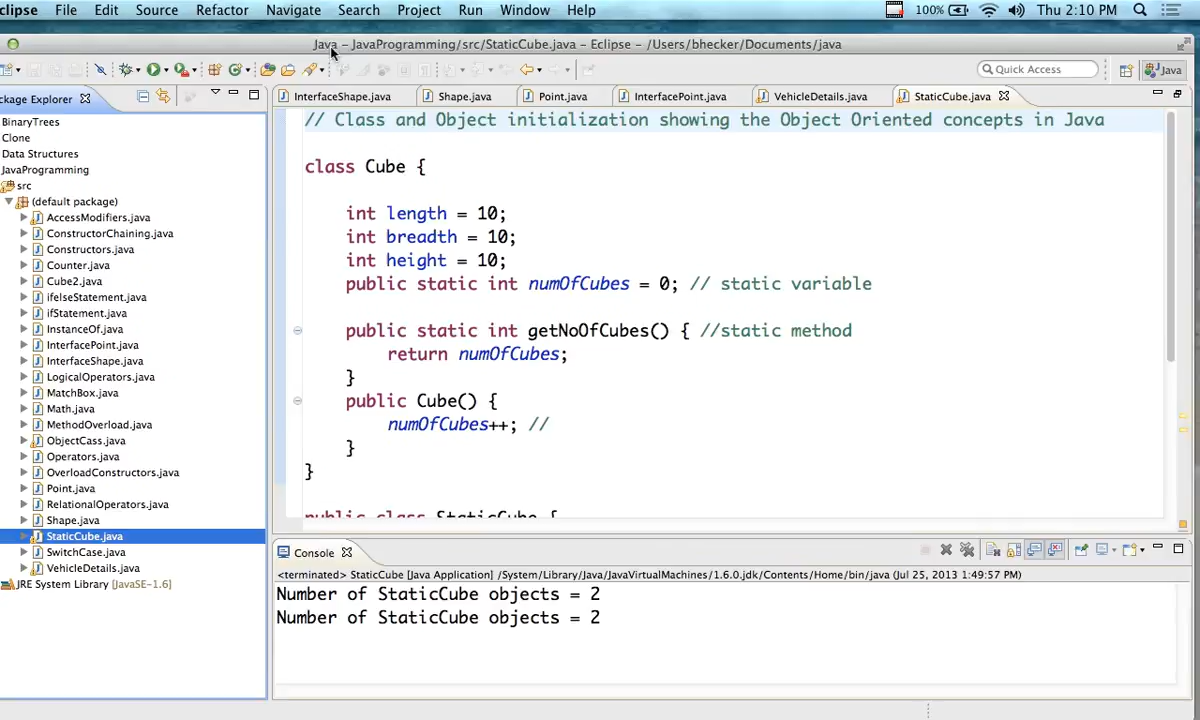 clipse File Edit Source Refactor Navigate Search Project Run Window Help 100% Thu 2:10 PM
Java – JavaProgramming/src/StaticCube.java – Eclipse – /Users/bhecker/Documents/java
Quick Access Java
ckage Explorer InterfaceShape.java Shape.java Point.java InterfacePoint.java VehicleDetails.java StaticCube.java
BinaryTrees
Clone
Data Structures
JavaProgramming
src
(default package)
AccessModifiers.java
ConstructorChaining.java
Constructors.java
Counter.java
Cube2.java
ifelseStatement.java
ifStatement.java
InstanceOf.java
InterfacePoint.java
InterfaceShape.java
LogicalOperators.java
MatchBox.java
Math.java
MethodOverload.java
ObjectCass.java
Operators.java
OverloadConstructors.java
Point.java
RelationalOperators.java
Shape.java
StaticCube.java
SwitchCase.java
VehicleDetails.java
JRE System Library [JavaSE-1.6]
// Class and Object initialization showing the Object Oriented concepts in Java
class Cube {
int length = 10;
int breadth = 10;
int height = 10;
public static int numOfCubes = 0; // static variable
public static int getNoOfCubes() { //static method
return numOfCubes;
}
public Cube() {
numOfCubes++; //
}
}
public class StaticCube {
Console
<terminated> StaticCube [Java Application] /System/Library/Java/JavaVirtualMachines/1.6.0.jdk/Contents/Home/bin/java (Jul 25, 2013 1:49:57 PM)
Number of StaticCube objects = 2
Number of StaticCube objects = 2